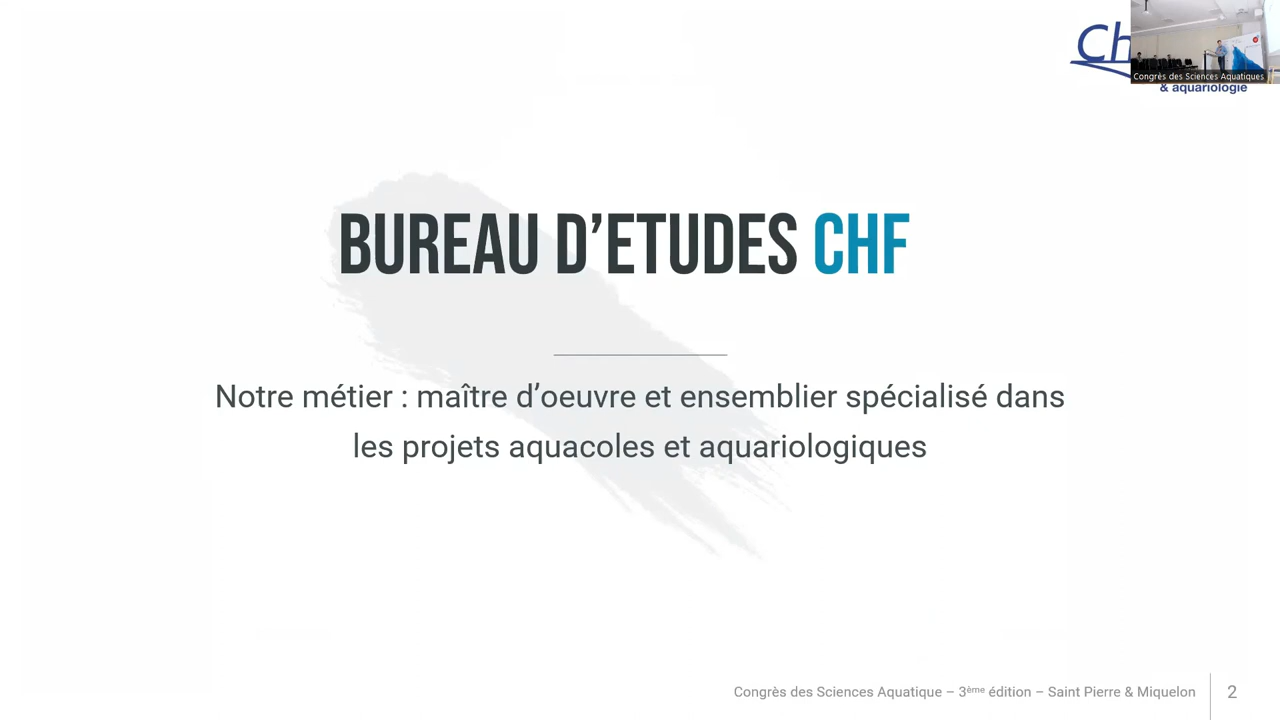 Ch
Congrès des Sciences Aquatiques
& aquariologie
BUREAU D’ETUDES CHF
Notre métier : maître d’oeuvre et ensemblier spécialisé dans
les projets aquacoles et aquariologiques
Congrès des Sciences Aquatique – 3ème édition – Saint Pierre & Miquelon
2